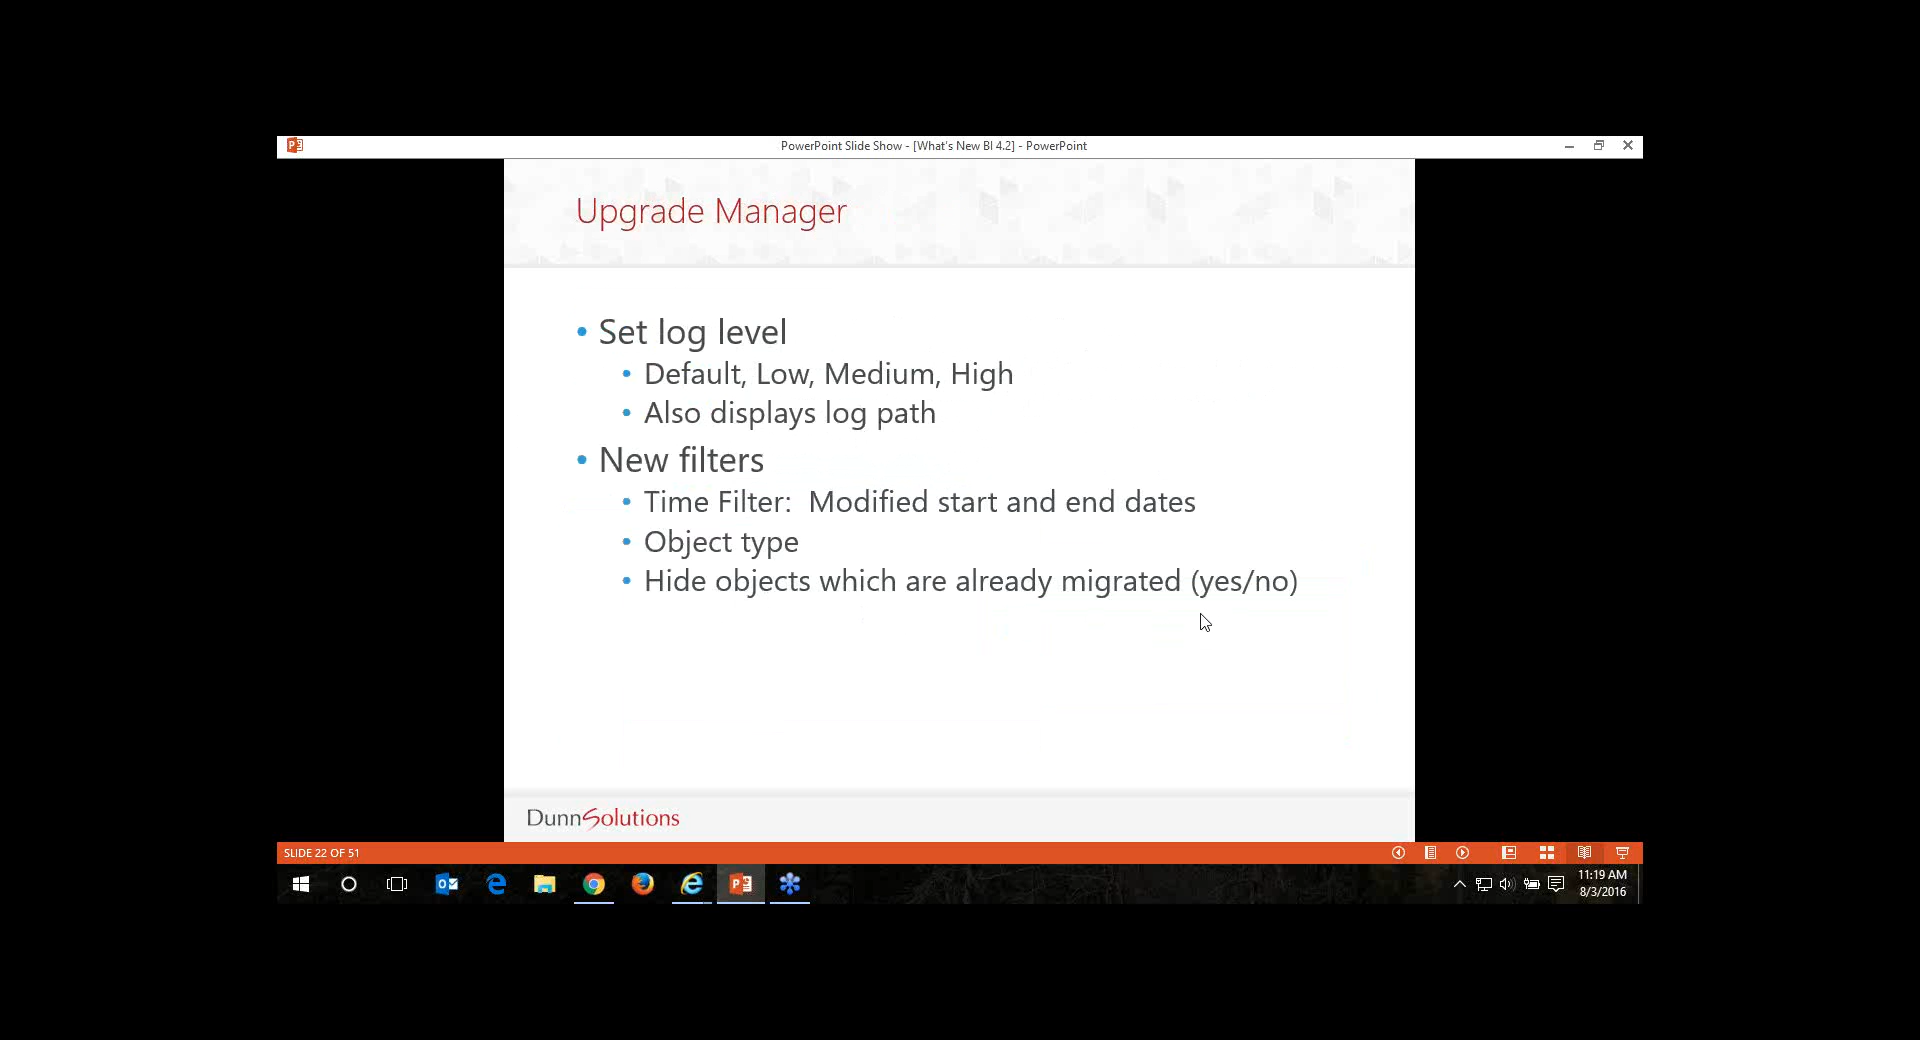 PowerPoint Slide Show - [What's New BI 4.2] - PowerPoint
Upgrade Manager
• Set log level
• Default, Low, Medium, High
• Also displays log path
• New filters
• Time Filter:  Modified start and end dates
• Object type
• Hide objects which are already migrated (yes/no)
DunnSolutions
SLIDE 22 OF 51
11:19 AM
8/3/2016